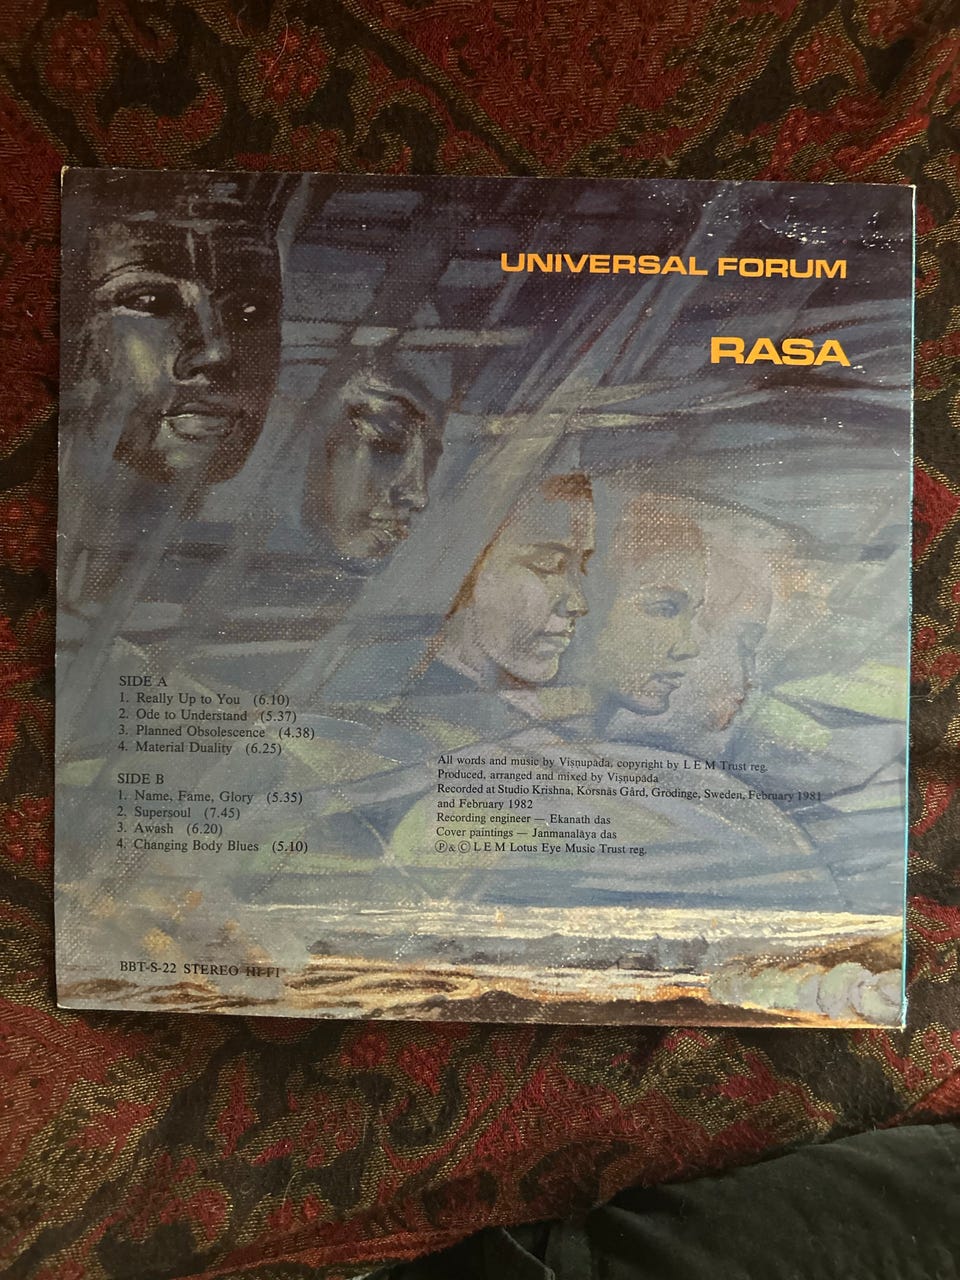 UNIVERSAL FORUM
RASA
SIDE A
1. Really Up to You (6.10)
2. Ode to Understand (5.37)
3. Planned Obsolescence (4.38)
4. Material Duality (6.25)
SIDE B
1. Name, Fame, Glory (5.35)
2. Supersoul (7.45)
3. Awash (6.20)
4. Changing Body Blues (5.10)
All words and music by Viṣṇupāda, copyright by L E M Trust reg.
Produced, arranged and mixed by Viṣṇupāda
Recorded at Studio Krishna, Korsnäs Gård, Grödinge, Sweden, February 1981
and February 1982
Recording engineer — Ekanath das
Cover paintings — Janmanalāya das
Ⓟ & Ⓒ L E M Lotus Eye Music Trust reg.
BBT-S-22 STEREO HI-FI